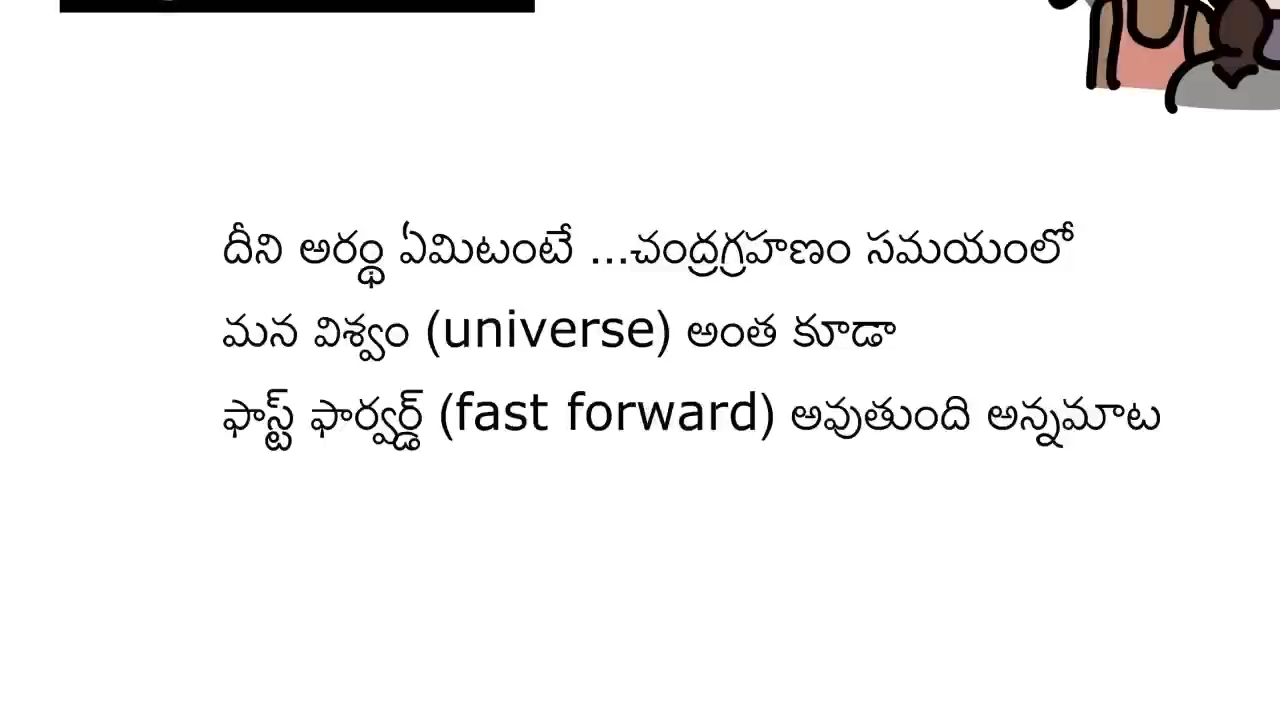 దీని అర్ధం ఏమిటంటే ...చంద్రగ్రహణం సమయంలో
మన విశ్వం (universe) అంత కూడా
ఫాస్ట్ ఫార్వర్డ్ (fast forward) అవుతుంది అన్నమాట